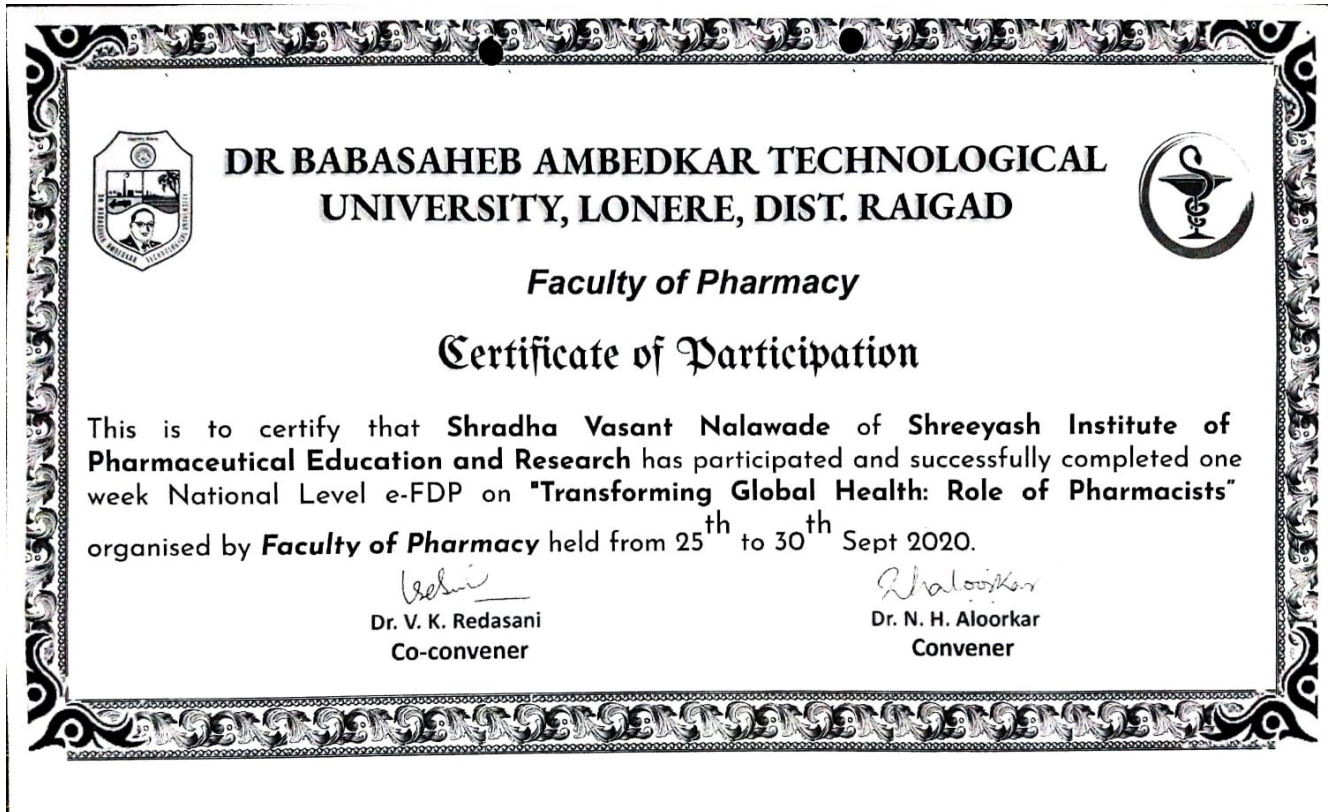 DR BABASAHEB AMBEDKAR TECHNOLOGICAL
UNIVERSITY, LONERE, DIST. RAIGAD
Faculty of Pharmacy
Certificate of Participation
This is to certify that Shradha Vasant Nalawade of Shreeyash Institute of
Pharmaceutical Education and Research has participated and successfully completed one
week National Level e-FDP on "Transforming Global Health: Role of Pharmacists"
organised by Faculty of Pharmacy held from 25th to 30th Sept 2020.
Dr. V. K. Redasani
Co-convener
Dr. N. H. Aloorkar
Convener